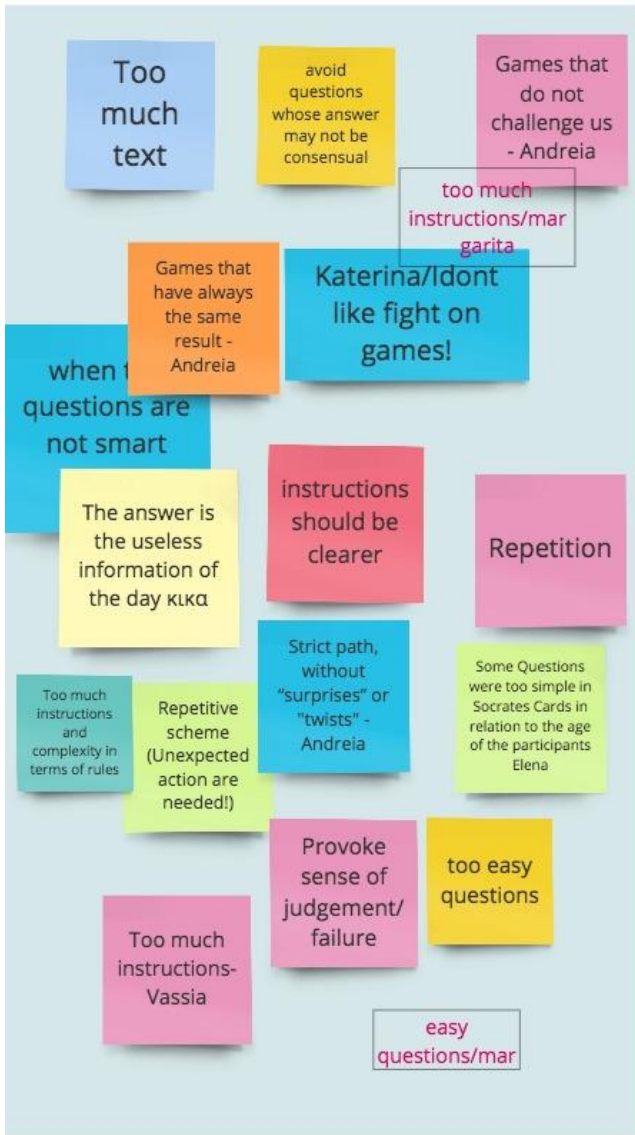 Too
much
text
avoid
questions
whose answer
may not be
consensual
Games that
do not
challenge us
- Andreia
too much
instructions/mar
garita
Games that
have always
the same
result -
Andreia
Katerina/Idont
like fight on
games!
when
questions are
not smart
The answer is
the useless
information of
the day κικα
instructions
should be
clearer
Repetition
Strict path,
without
“surprises” or
"twists" -
Andreia
Some Questions
were too simple in
Socrates Cards in
relation to the age
of the participants
Elena
Too much
instructions
and
complexity in
terms of rules
Repetitive
scheme
(Unexpected
action are
needed!)
Provoke
sense of
judgement/
failure
too easy
questions
Too much
instructions-
Vassia
easy
questions/mar